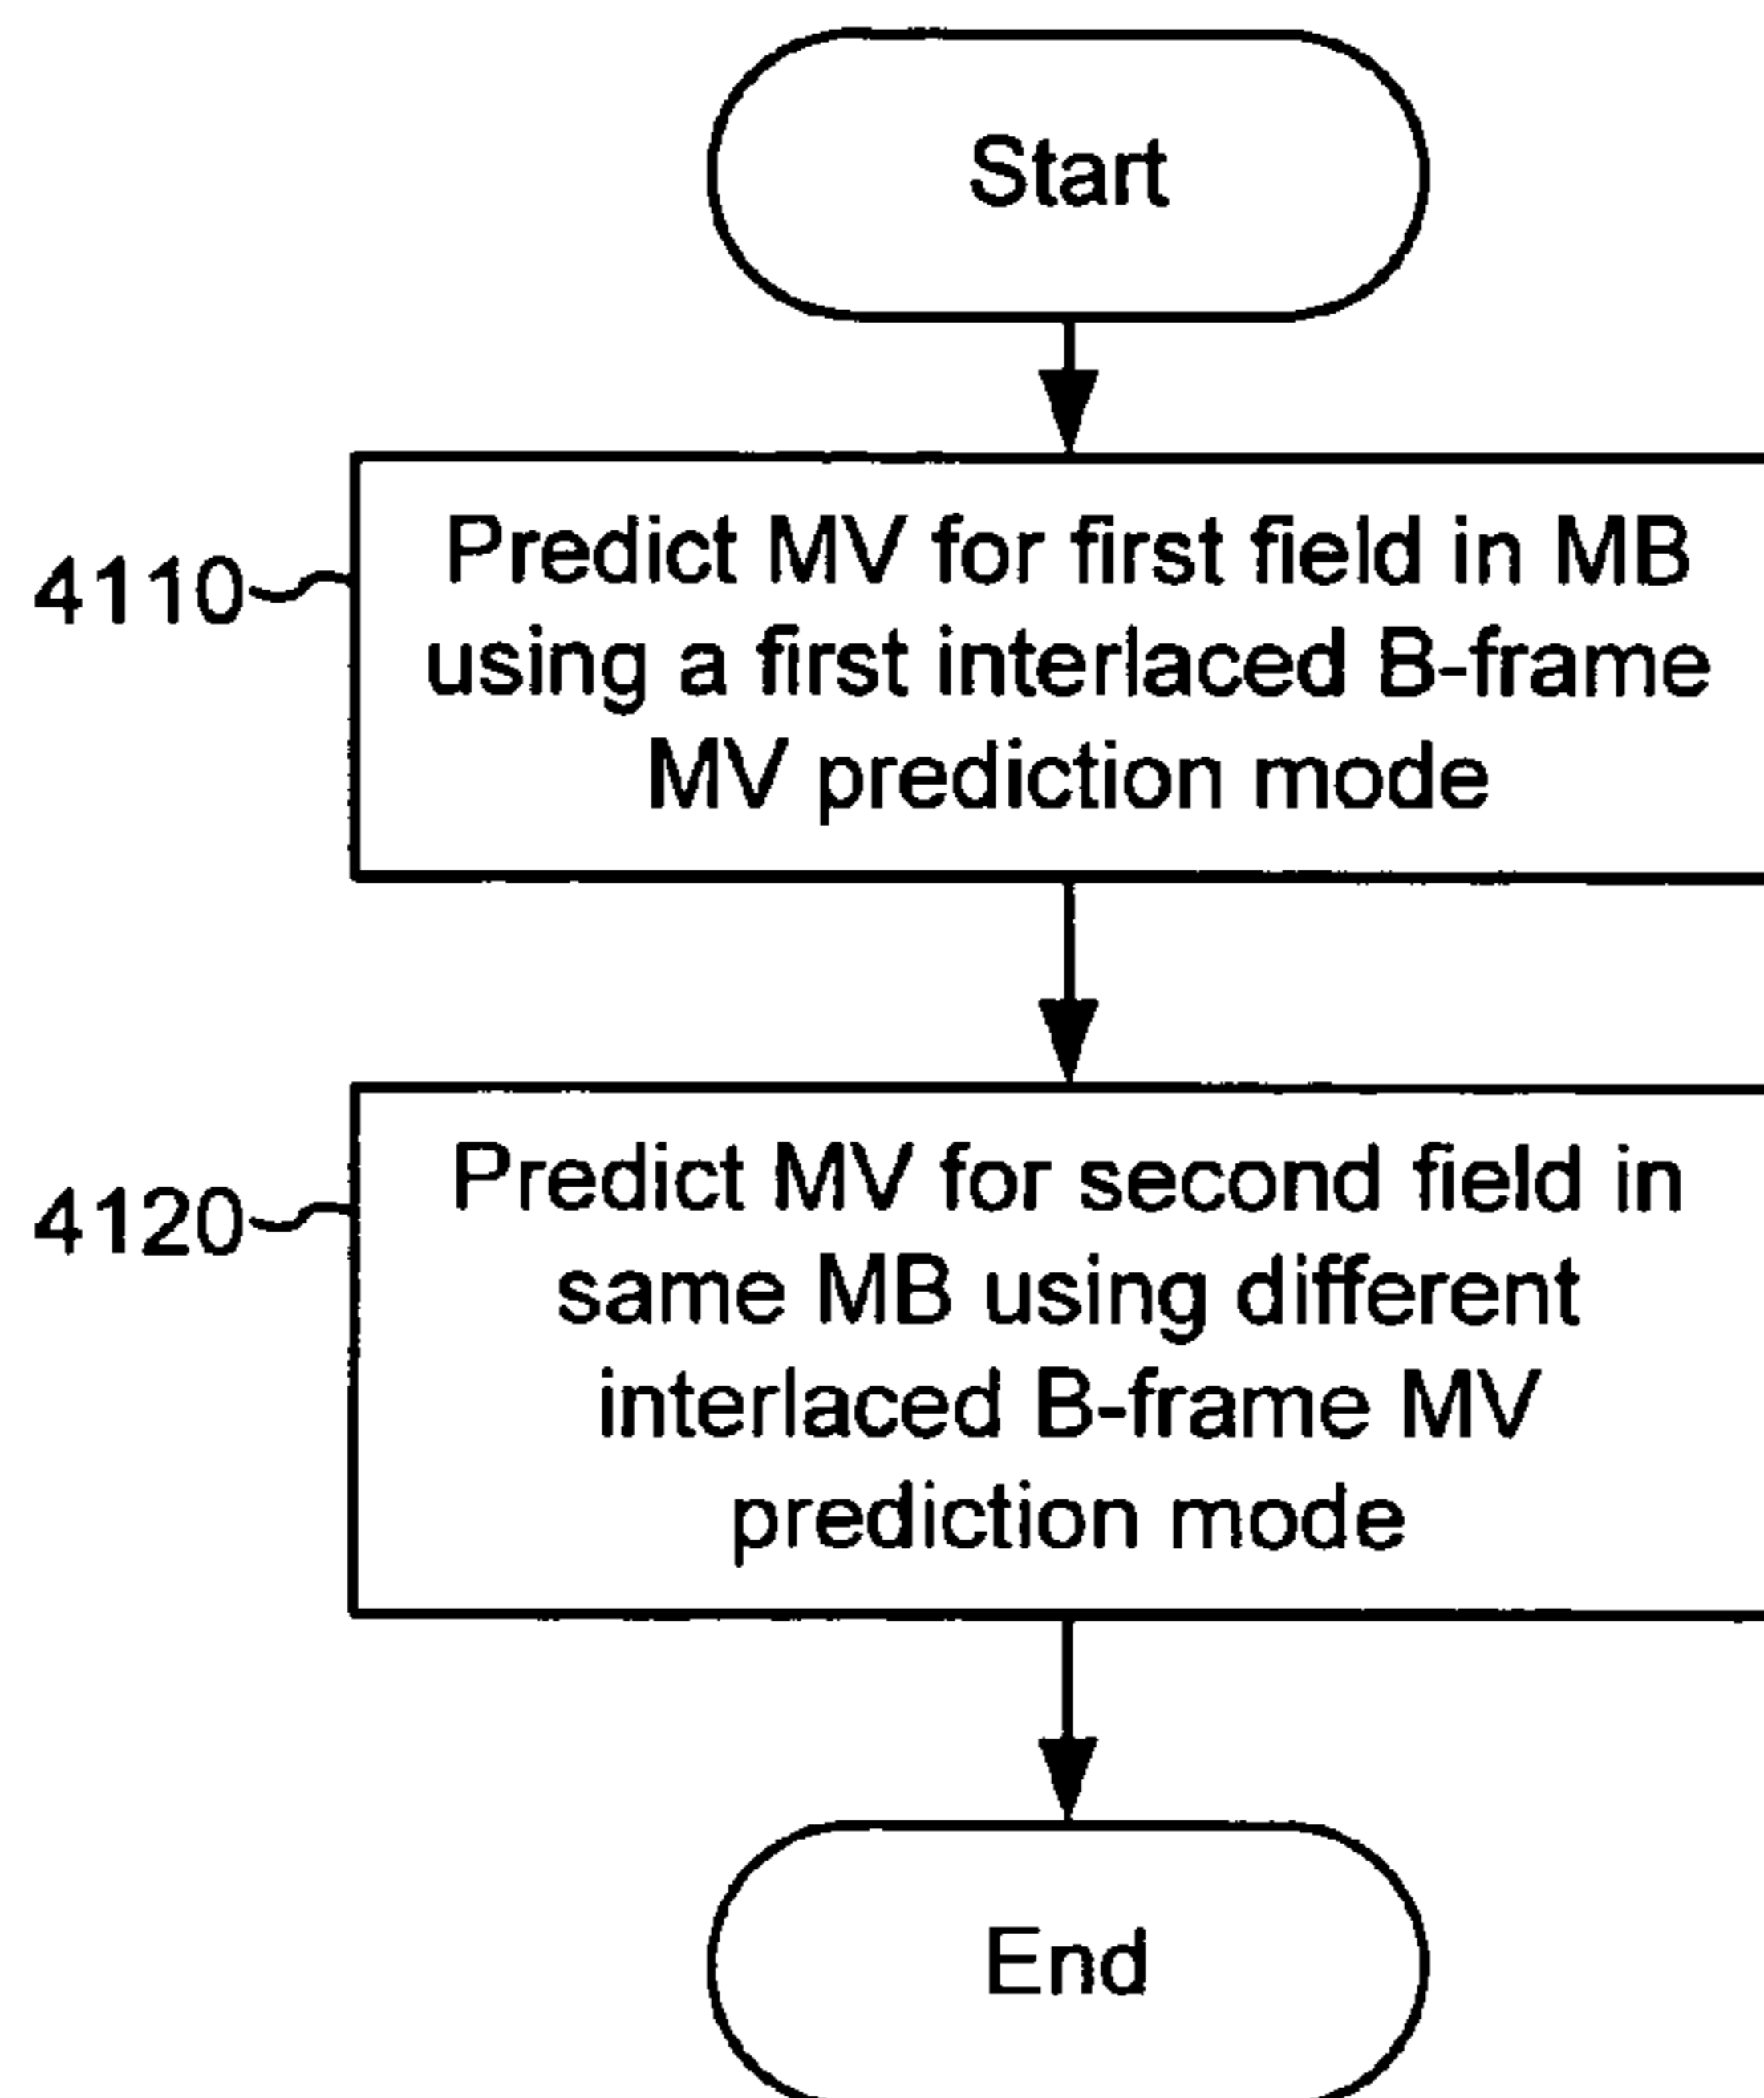 Start
4110
Predict MV for first field in MB
using a first interlaced B-frame
MV prediction mode
4120
Predict MV for second field in
same MB using different
interlaced B-frame MV
prediction mode
End